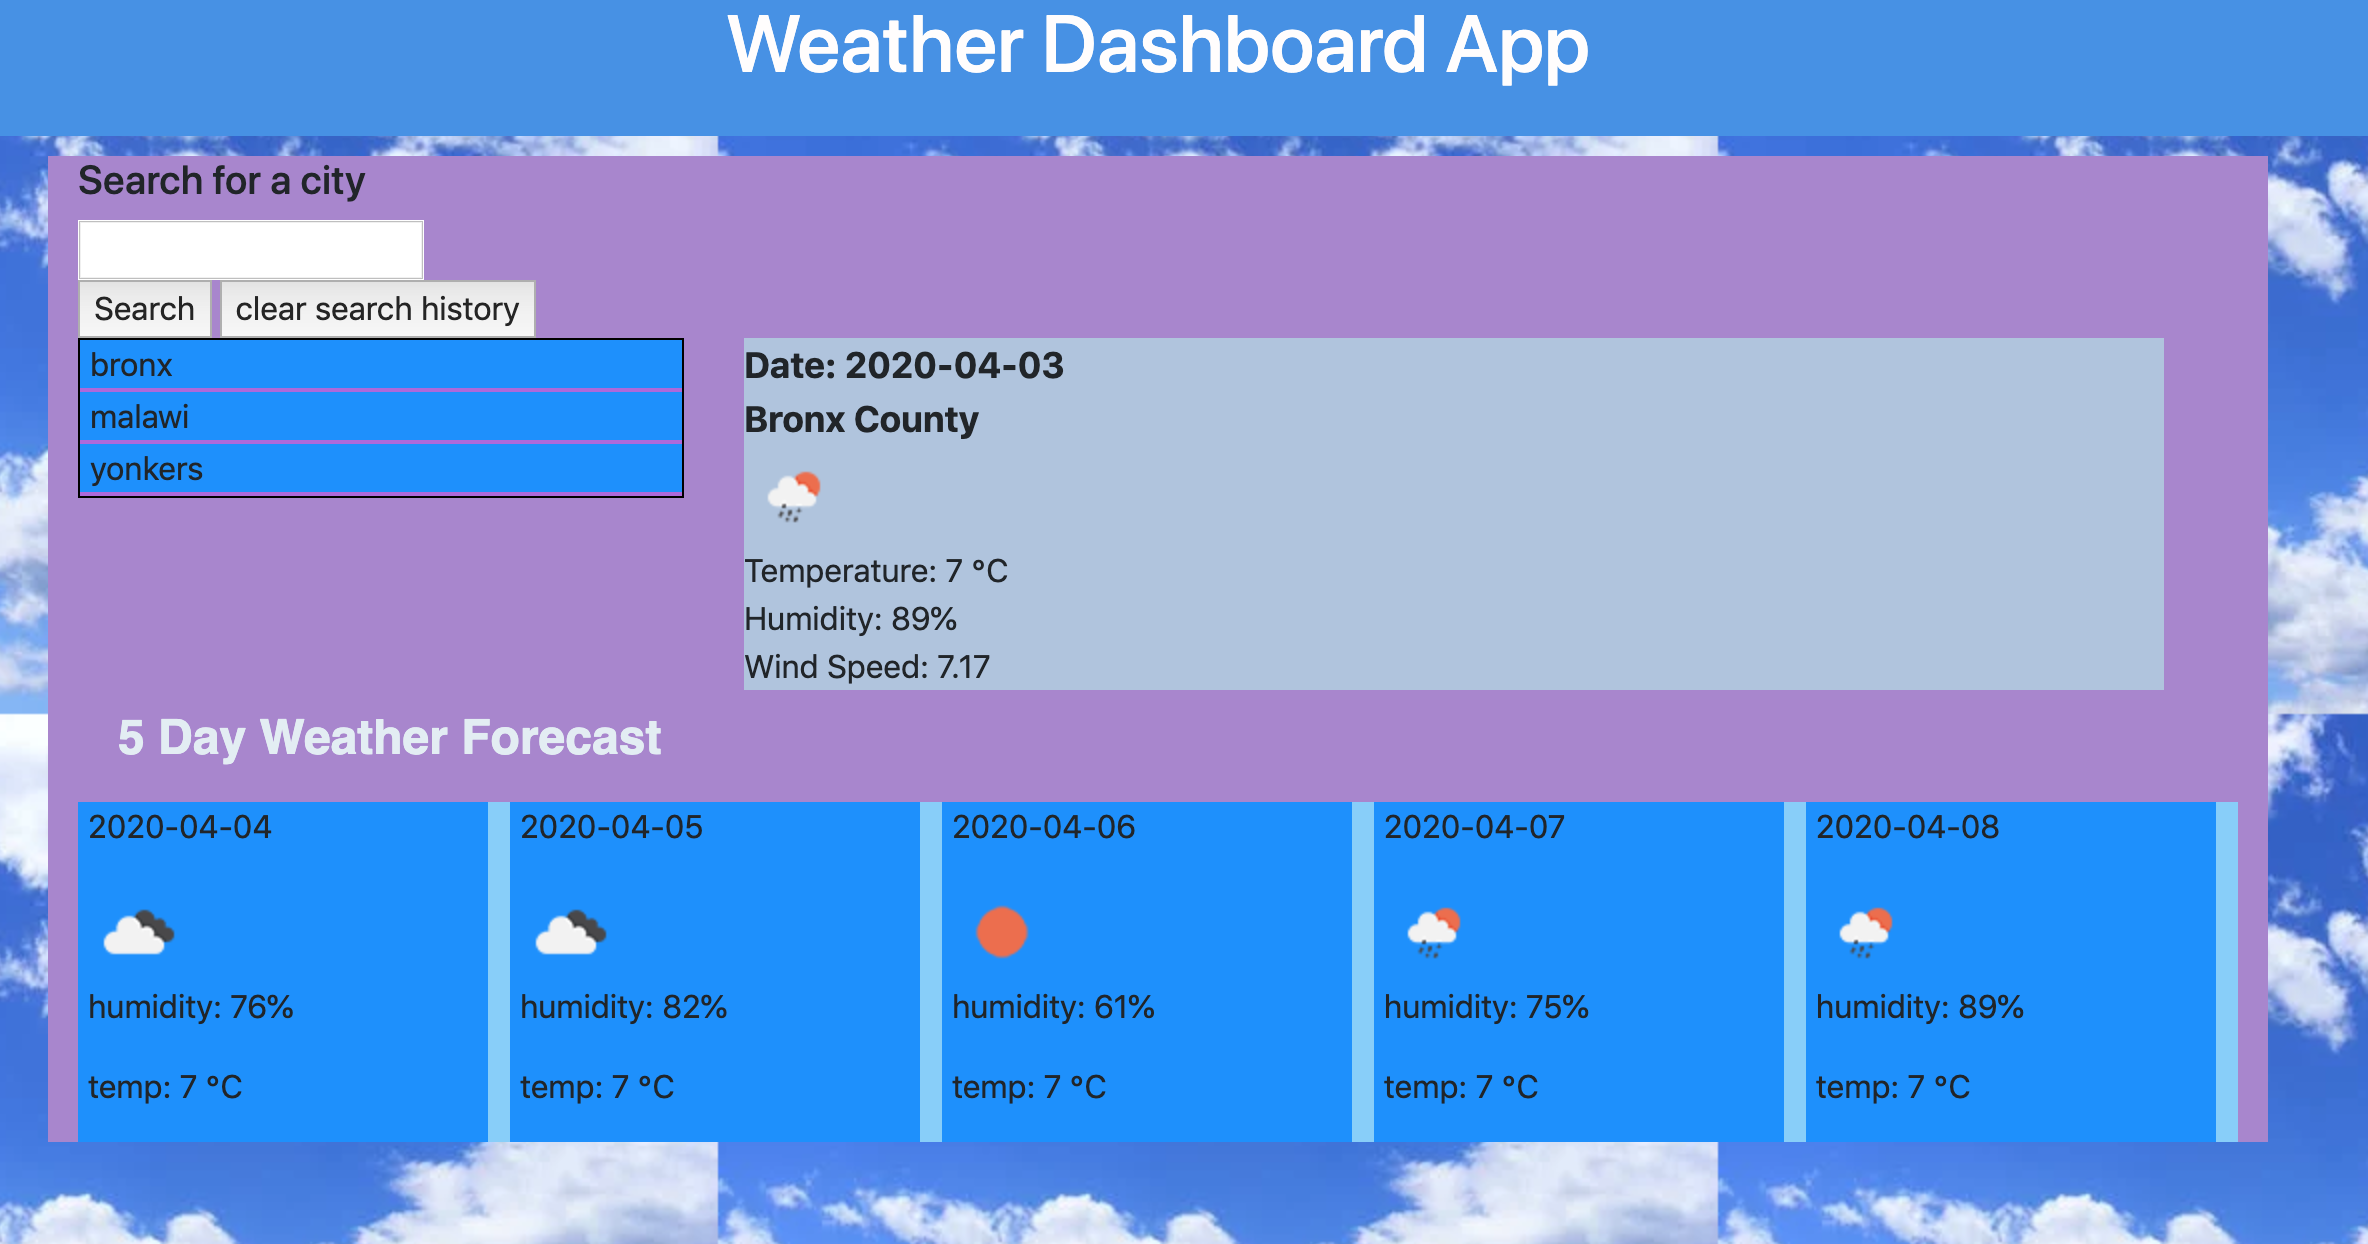 Weather Dashboard App
Search for a city
Search clear search history
bronx
malawi
yonkers
Date: 2020-04-03
Bronx County
Temperature: 7 °C
Humidity: 89%
Wind Speed: 7.17
5 Day Weather Forecast
2020-04-04
humidity: 76%
temp: 7 °C
2020-04-05
humidity: 82%
temp: 7 °C
2020-04-06
humidity: 61%
temp: 7 °C
2020-04-07
humidity: 75%
temp: 7 °C
2020-04-08
humidity: 89%
temp: 7 °C